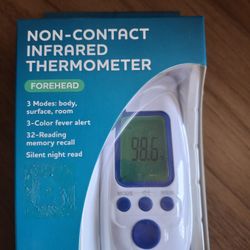 NON-CONTACT
INFRARED
THERMOMETER
FOREHEAD
3 Modes: body,
surface, room
3-Color fever alert
32-Reading
memory recall
Silent night read
98.6